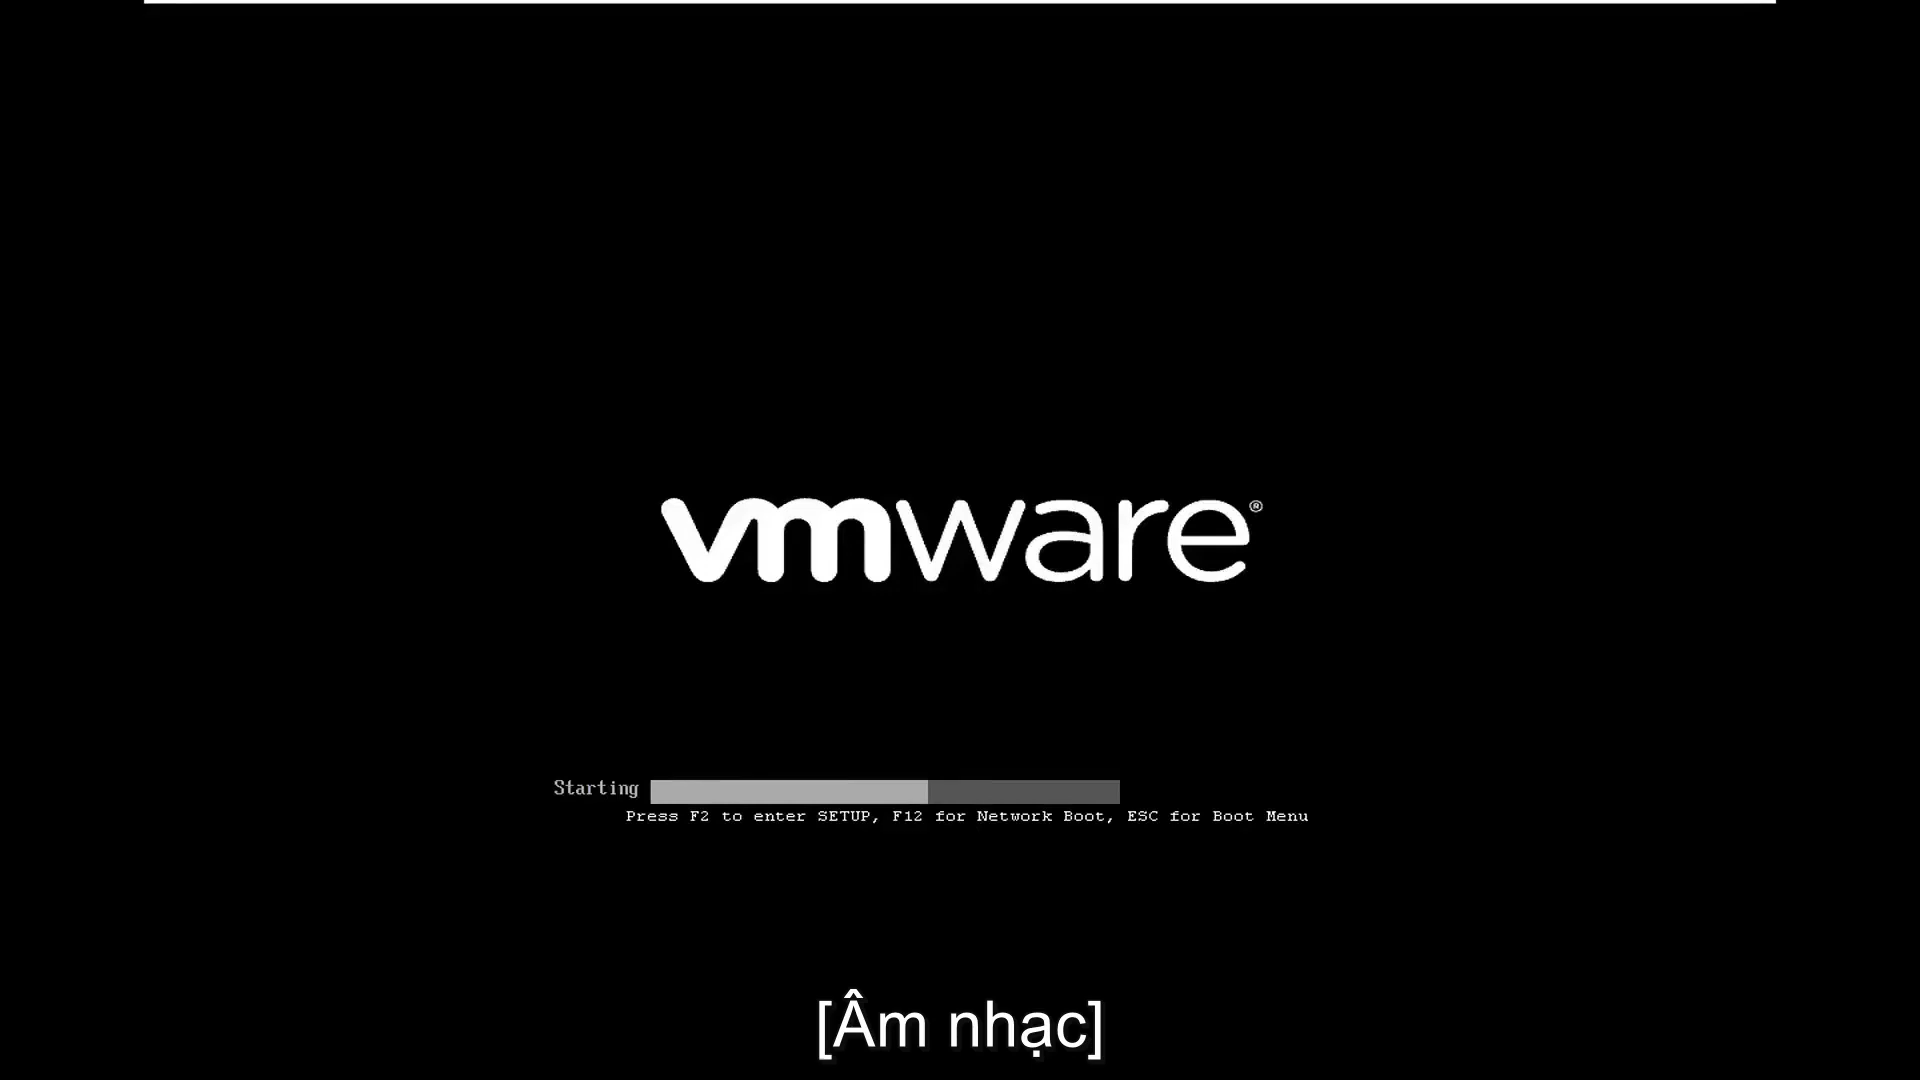 vmware®
Starting
Press F2 to enter SETUP, F12 for Network Boot, ESC for Boot Menu
[Âm nhạc]